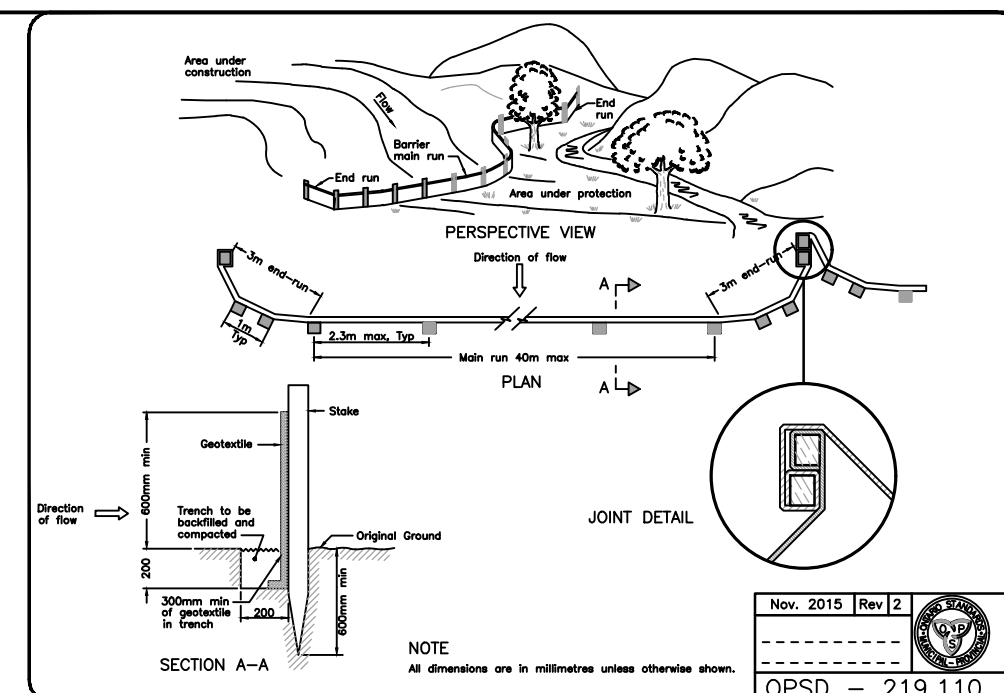 Area under
construction
Flow
Barrier
main run
End run
End
run
Area under protection
PERSPECTIVE VIEW
Direction of flow
3m end-run
1m
Typ
2.3m max, Typ
A
3m end-run
Main run 40m max
PLAN
A
Stake
Geotextile
600mm min
Direction
of flow
Trench to be
backfilled and
compacted
Original Ground
200
300mm min
of geotextile
in trench
200
600mm min
SECTION A-A
JOINT DETAIL
NOTE
All dimensions are in millimetres unless otherwise shown.
Nov. 2015 Rev 2
ONTARIO STANDARDS
MUNICIPAL - PROVINCIAL
O P
S
OPSD - 219.110